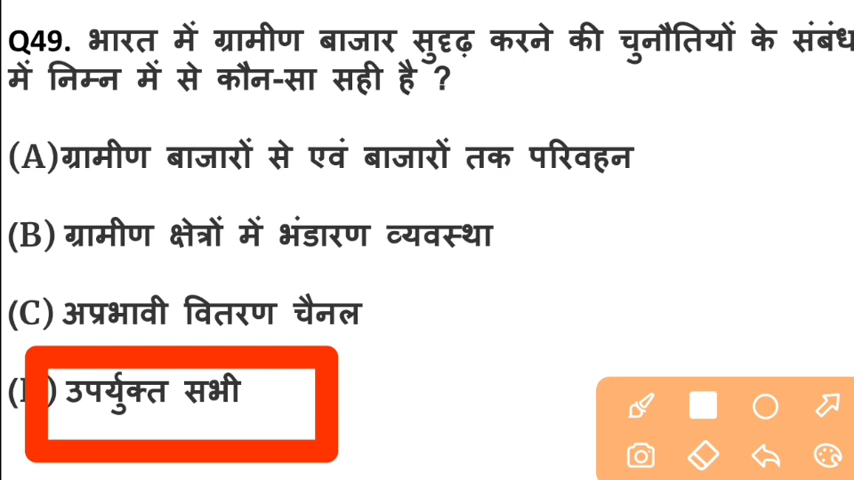 Q49. भारत में ग्रामीण बाजार सुदृढ़ करने की चुनौतियों के संबंध
में निम्न में से कौन-सा सही है ?
(A)ग्रामीण बाजारों से एवं बाजारों तक परिवहन
(B) ग्रामीण क्षेत्रों में भंडारण व्यवस्था
(C) अप्रभावी वितरण चैनल
(D) उपर्युक्त सभी